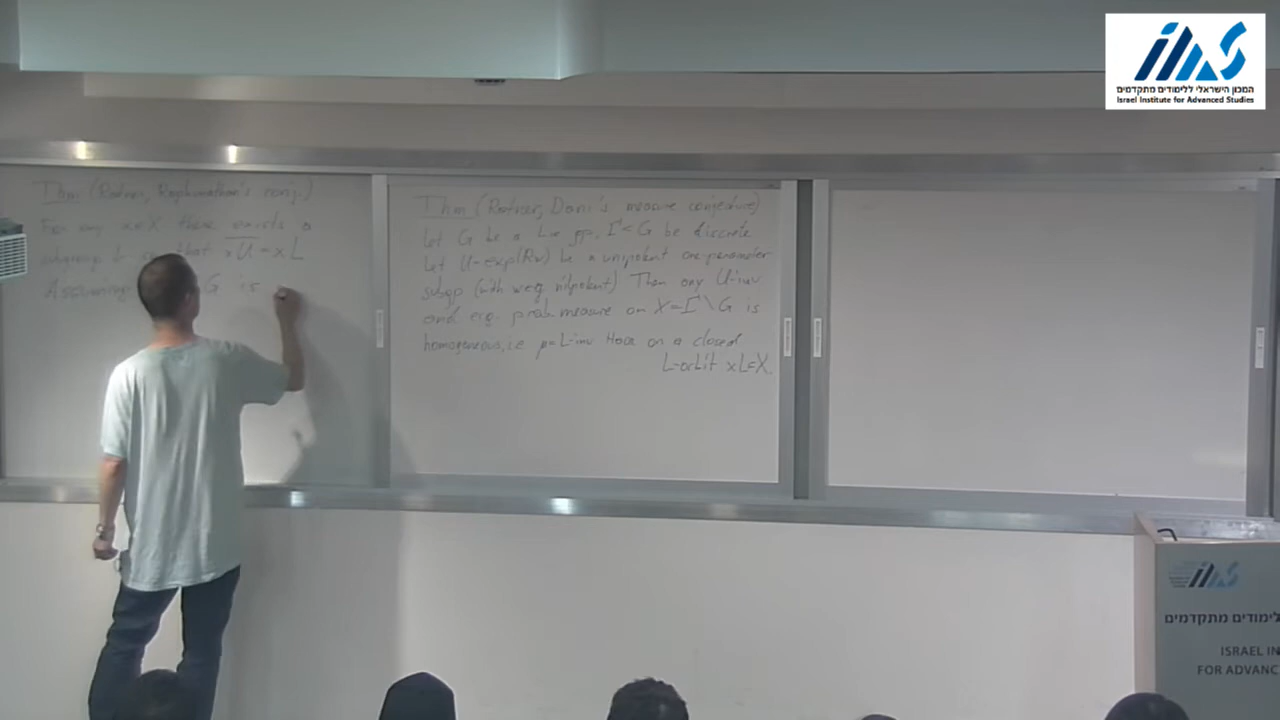 Thm (Ratner, Raghunathan's conj.)
For any x∈X there exists a
subgroup L so that \overline{xU} = xL
Assuming G is
Thm (Ratner, Dani's measure conjecture)
Let G be a Lie gp, Γ<G be discrete
Let U=exp(Rw) be a unipotent one-parameter
subgp (with w∈g nilpotent) Then any U-inv
and erg. prob. measure on X=Γ\G is
homogeneous, i.e. μ=L-inv Haar on a closed
L-orbit xL⊂X.
המכון הישראלי ללימודים מתקדמים
Israel Institute for Advanced Studies
לימודים מתקדמים
ISRAEL IN
FOR ADVANC